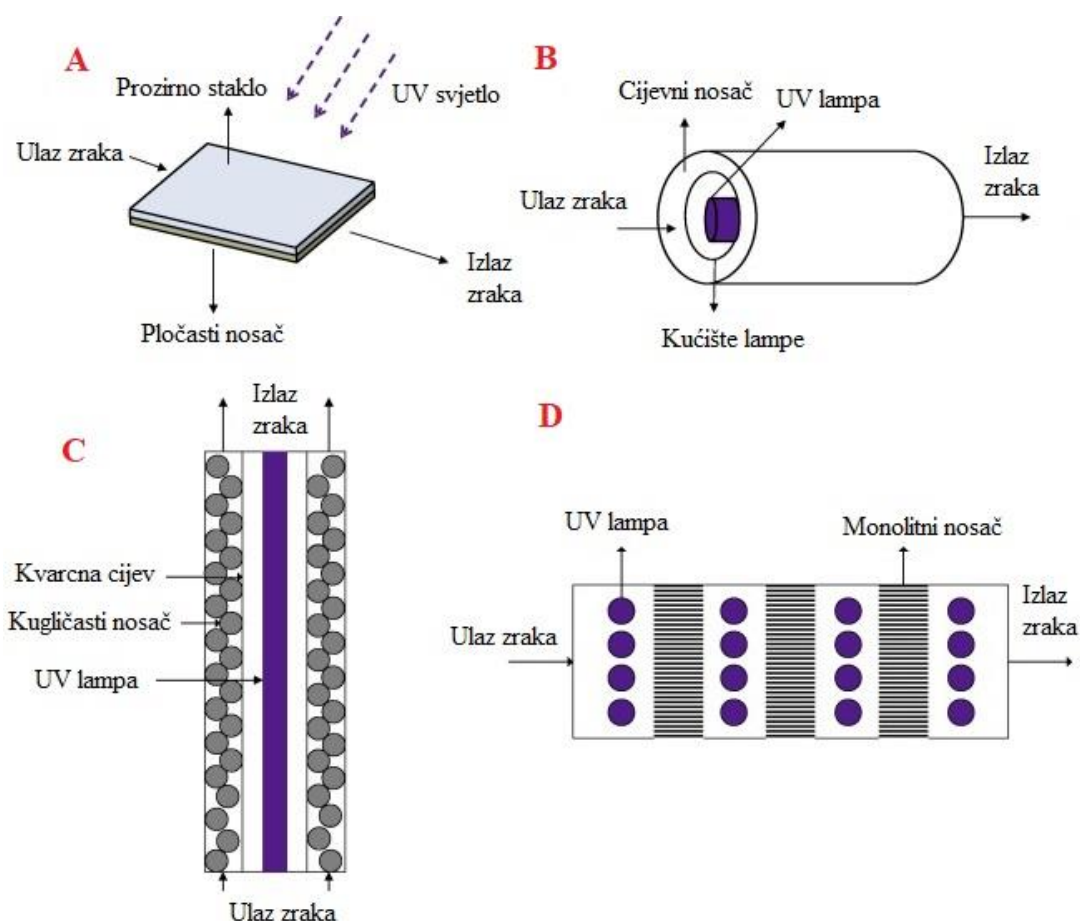 A
Prozirno staklo
UV svjetlo
Ulaz zraka
Izlaz
zraka
Pločasti nosač
B
Cijevni nosač
UV lampa
Ulaz zraka
Izlaz
zraka
Kućište lampe
C
Izlaz
zraka
Kvarcna cijev
Kugličasti nosač
UV lampa
Ulaz zraka
D
UV lampa
Monolitni nosač
Ulaz zraka
Izlaz
zraka